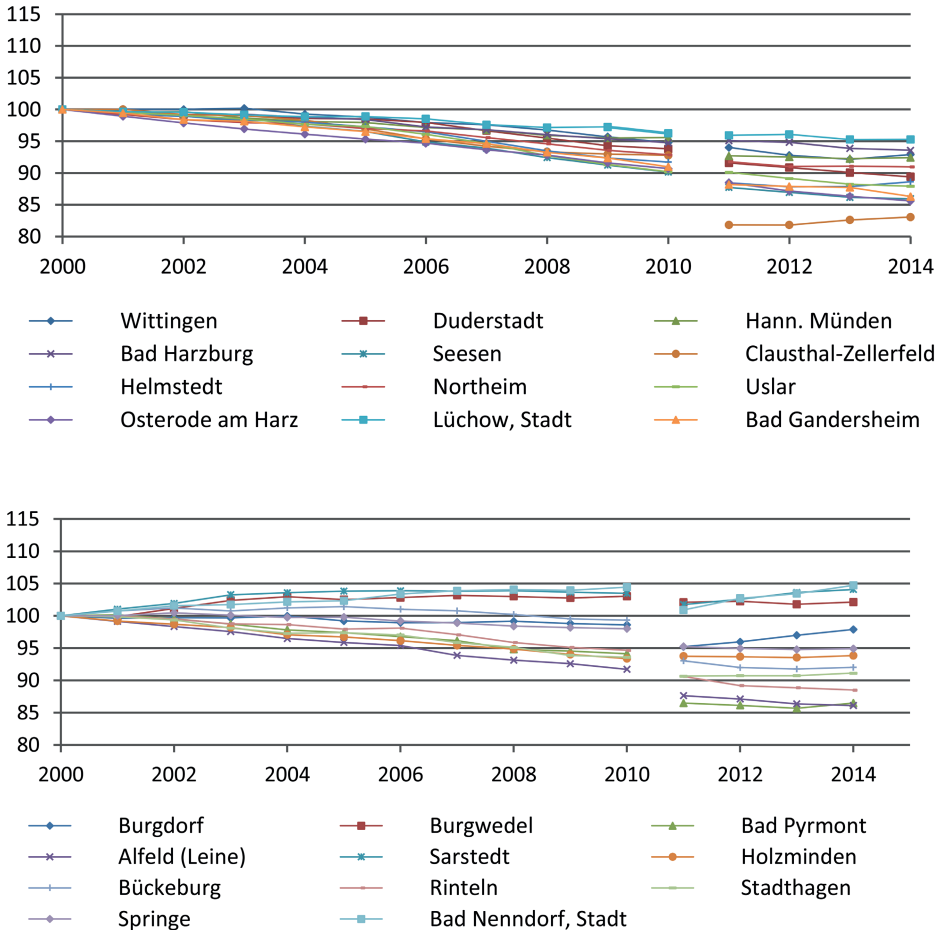 115
110
105
100
95
90
85
80
2000 2002 2004 2006 2008 2010 2012 2014
Wittingen Duderstadt Hann. Münden
Bad Harzburg Seesen Clausthal-Zellerfeld
Helmstedt Northeim Uslar
Osterode am Harz Lüchow, Stadt Bad Gandersheim
115
110
105
100
95
90
85
80
2000 2002 2004 2006 2008 2010 2012 2014
Burgdorf Burgwedel Bad Pyrmont
Alfeld (Leine) Sarstedt Holzminden
Bückeburg Rinteln Stadthagen
Springe Bad Nenndorf, Stadt